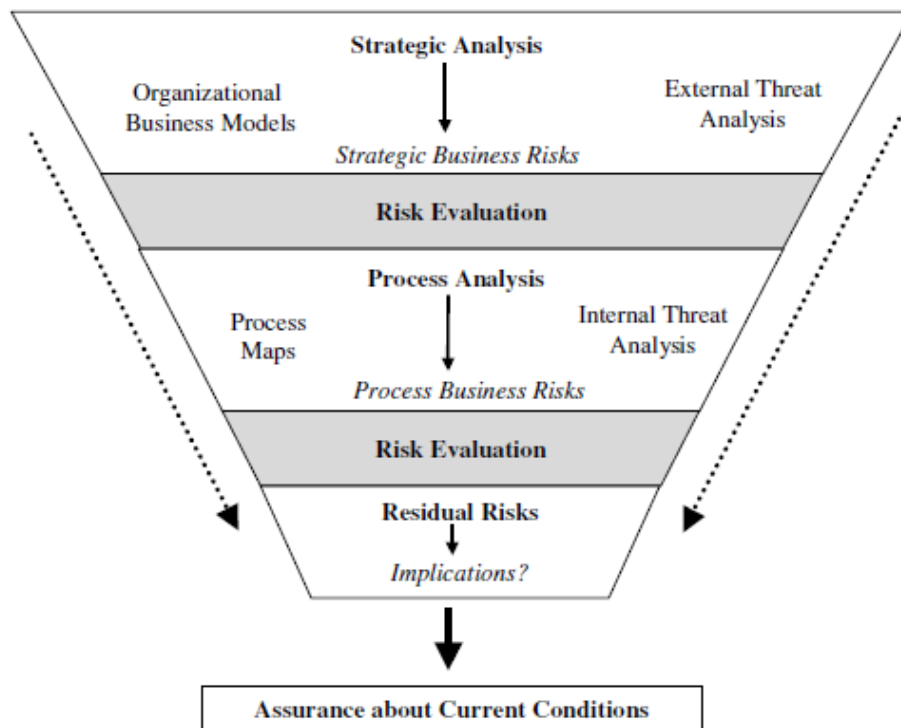 Strategic Analysis
Organizational
Business Models
External Threat
Analysis
Strategic Business Risks
Risk Evaluation
Process Analysis
Process
Maps
Internal Threat
Analysis
Process Business Risks
Risk Evaluation
Residual Risks
Implications?
Assurance about Current Conditions